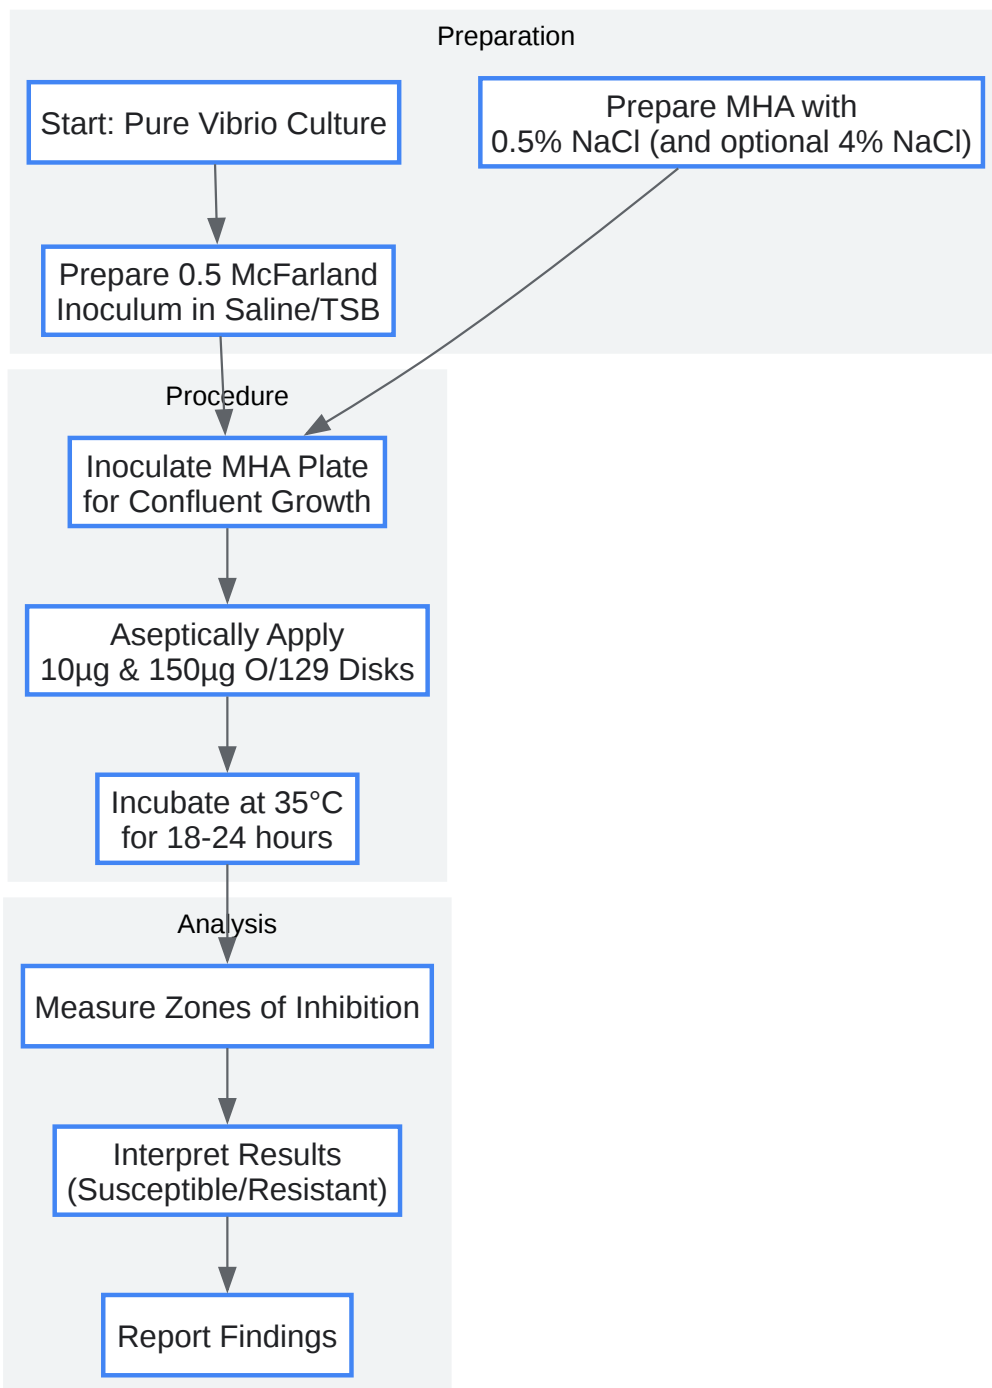 Preparation
Start: Pure Vibrio Culture
Prepare MHA with
0.5% NaCl (and optional 4% NaCl)
Prepare 0.5 McFarland
Inoculum in Saline/TSB
Procedure
Inoculate MHA Plate
for Confluent Growth
Aseptically Apply
10µg & 150µg O/129 Disks
Incubate at 35°C
for 18-24 hours
Analysis
Measure Zones of Inhibition
Interpret Results
(Susceptible/Resistant)
Report Findings